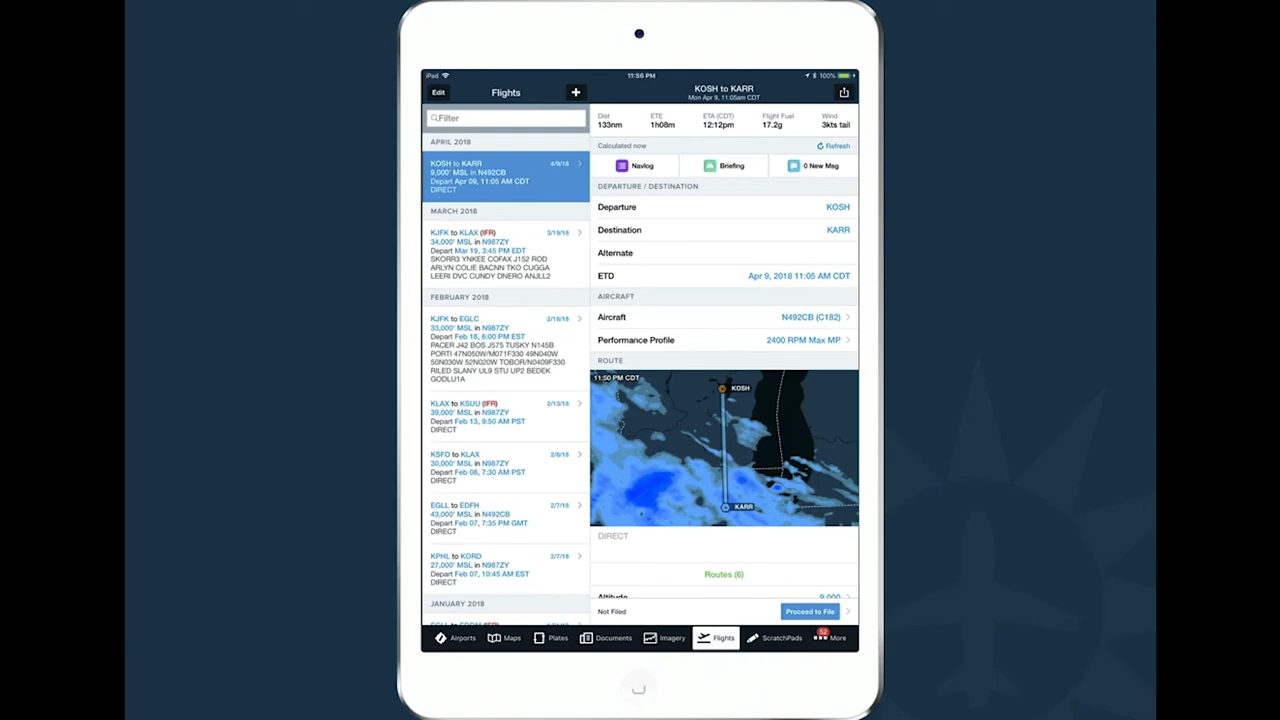 iPad 11:56 PM 100%
Edit Flights + KOSH to KARR
Mon Apr 9, 11:05am CDT
Filter
APRIL 2018
KOSH to KARR 4/9/18
9,000' MSL in N492CB
Depart Apr 09, 11:05 AM CDT
DIRECT
MARCH 2018
KJFK to KLAX (IFR) 3/19/18
34,000' MSL in N987ZY
Depart Mar 19, 3:45 PM EDT
SKORR3 YNKEE COFAX J152 ROD
ARLYN COLIE BACNN TKO CUGGA
LEERI DVC CUNDY DNERO ANJLL2
FEBRUARY 2018
KJFK to EGLC 2/18/18
33,000' MSL in N987ZY
Depart Feb 18, 6:00 PM EST
PACER J42 BOS J575 TUSKY N145B
PORTI 47N050W/M071F330 49N040W
50N030W 52N020W TOBOR/N0409F330
RILED SLANY UL9 STU UP2 BEDEK
GODLU1A
KLAX to KSUU (IFR) 2/13/18
39,000' MSL in N987ZY
Depart Feb 13, 9:50 AM PST
DIRECT
KSFO to KLAX 2/8/18
30,000' MSL in N987ZY
Depart Feb 08, 7:30 AM PST
DIRECT
EGLL to EDFH 2/7/18
43,000' MSL in N492CB
Depart Feb 07, 7:35 PM GMT
DIRECT
KPHL to KORD 2/7/18
27,000' MSL in N987ZY
Depart Feb 07, 10:45 AM EST
DIRECT
JANUARY 2018
Dist ETE ETA (CDT) Flight Fuel Wind
133nm 1h08m 12:12pm 17.2g 3kts tail
Calculated now Refresh
Navlog Briefing 0 New Msg
DEPARTURE / DESTINATION
Departure KOSH
Destination KARR
Alternate
ETD Apr 9, 2018 11:05 AM CDT
AIRCRAFT
Aircraft N492CB (C182)
Performance Profile 2400 RPM Max MP
ROUTE
11:50 PM CDT
KOSH
KARR
DIRECT
Routes (6)
Altitude 9,000
Not Filed Proceed to File
Airports Maps Plates Documents Imagery Flights ScratchPads 52 More